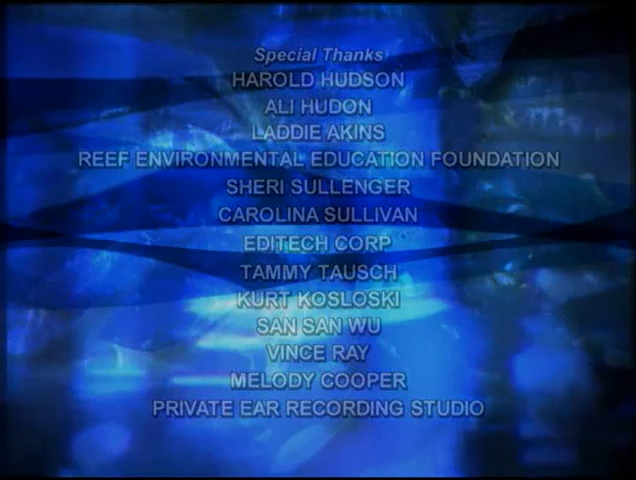 Special Thanks
HAROLD HUDSON
ALI HUDON
LADDIE AKINS
REEF ENVIRONMENTAL EDUCATION FOUNDATION
SHERI SULLENGER
CAROLINA SULLIVAN
EDITECH CORP
TAMMY TAUSCH
KURT KOSLOSKI
SAN SAN WU
VINCE RAY
MELODY COOPER
PRIVATE EAR RECORDING STUDIO